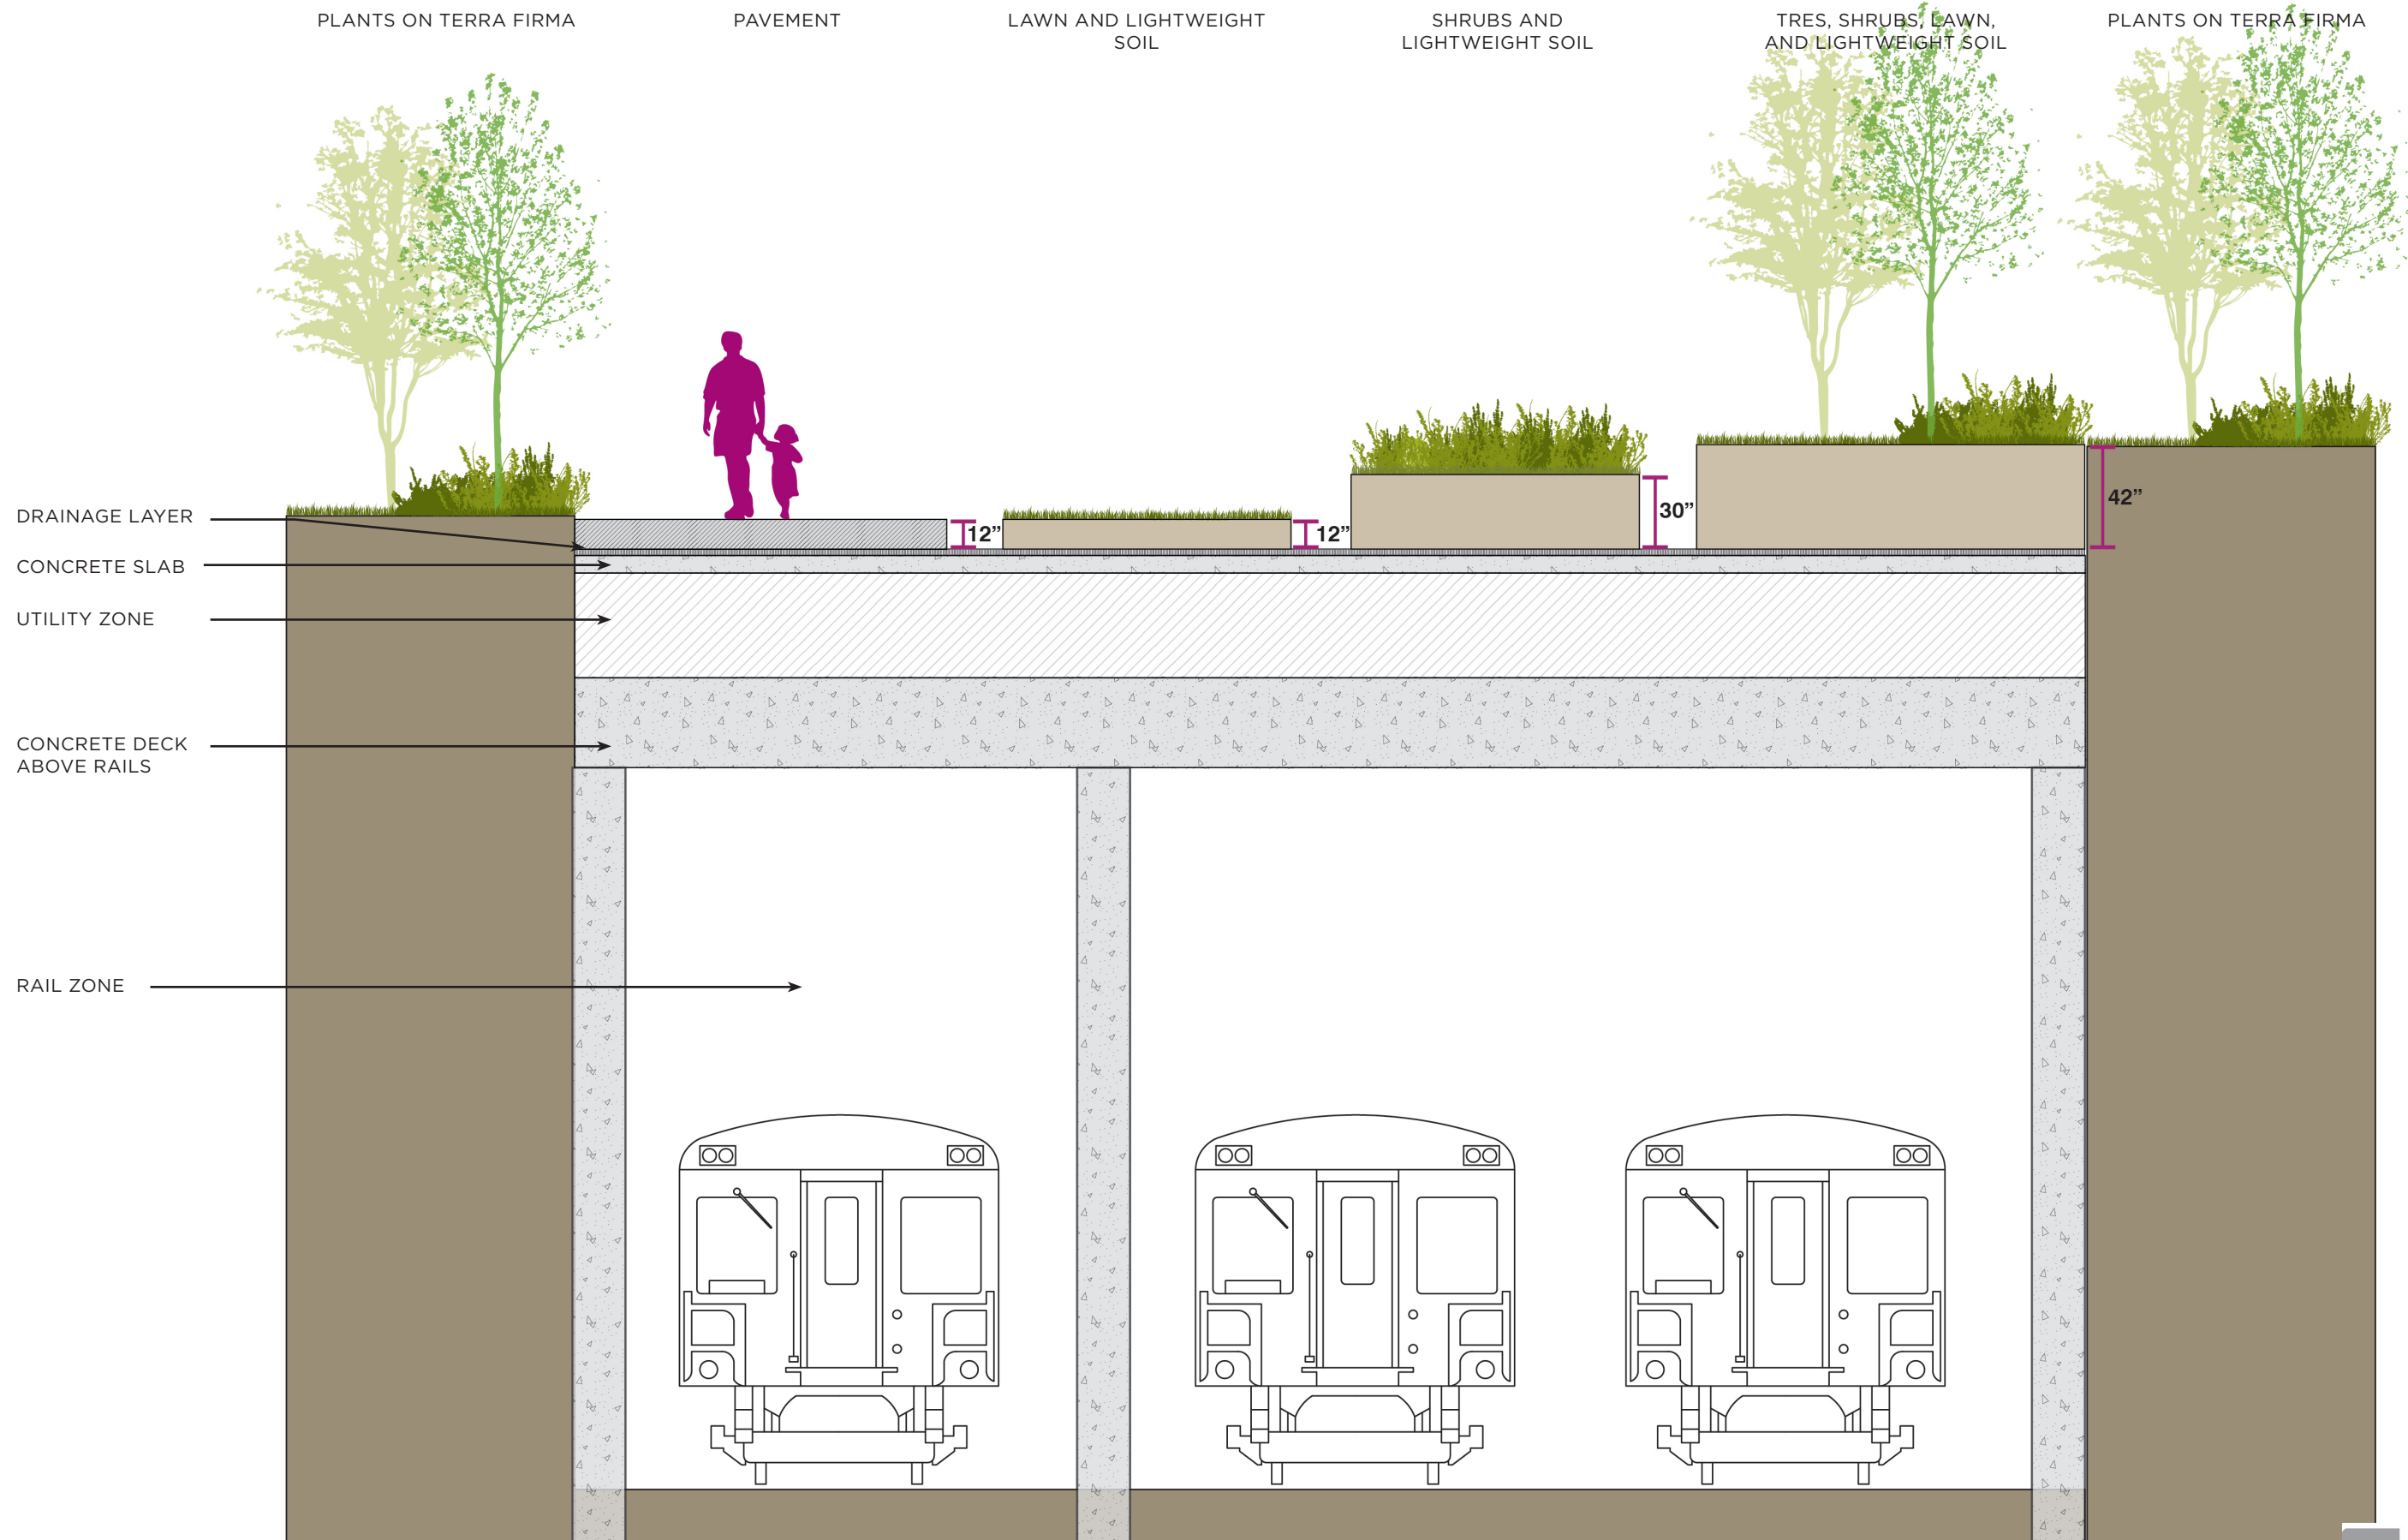 PLANTS ON TERRA FIRMA
PAVEMENT
LAWN AND LIGHTWEIGHT
SOIL
SHRUBS AND
LIGHTWEIGHT SOIL
TRES, SHRUBS, LAWN,
AND LIGHTWEIGHT SOIL
PLANTS ON TERRA FIRMA
DRAINAGE LAYER
12”
12”
30”
42”
CONCRETE SLAB
UTILITY ZONE
CONCRETE DECK
ABOVE RAILS
RAIL ZONE